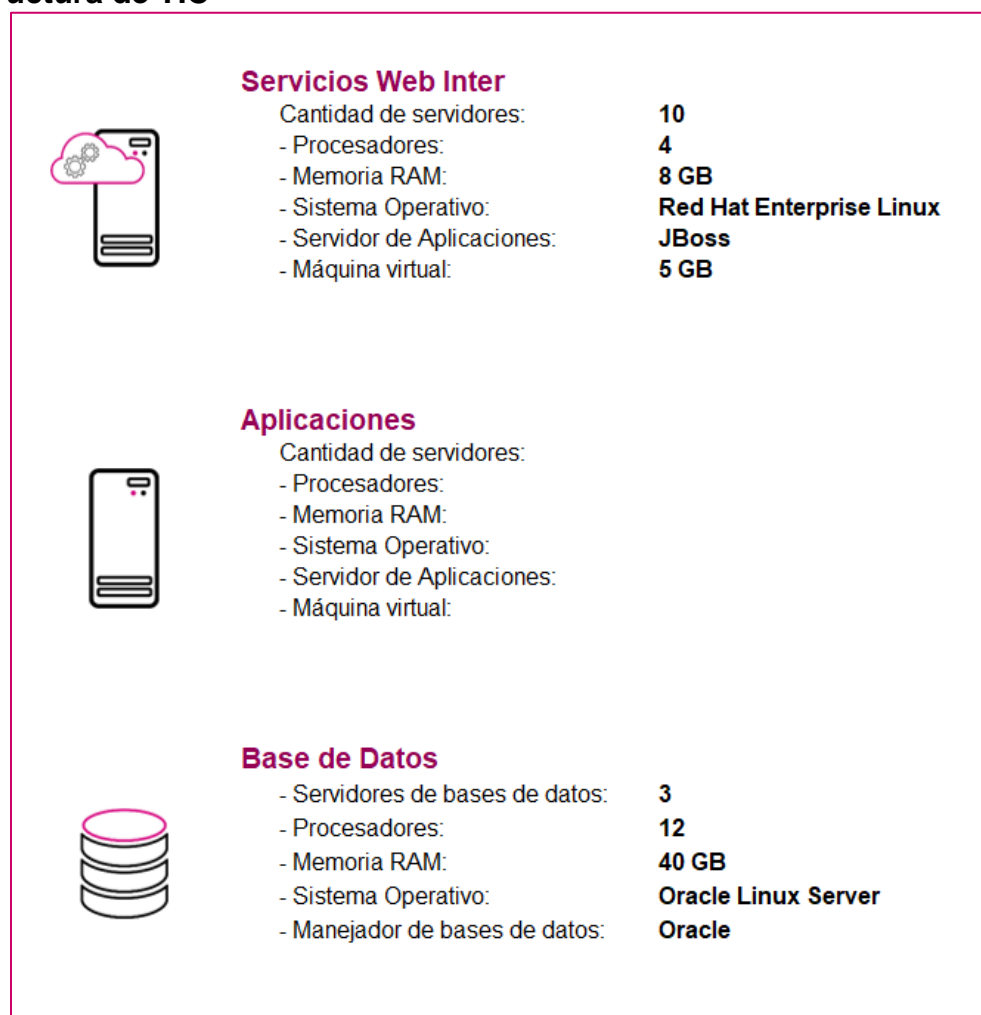 Servicios Web Inter
Cantidad de servidores: 10
- Procesadores: 4
- Memoria RAM: 8 GB
- Sistema Operativo: Red Hat Enterprise Linux
- Servidor de Aplicaciones: JBoss
- Máquina virtual: 5 GB
Aplicaciones
Cantidad de servidores:
- Procesadores:
- Memoria RAM:
- Sistema Operativo:
- Servidor de Aplicaciones:
- Máquina virtual:
Base de Datos
- Servidores de bases de datos: 3
- Procesadores: 12
- Memoria RAM: 40 GB
- Sistema Operativo: Oracle Linux Server
- Manejador de bases de datos: Oracle